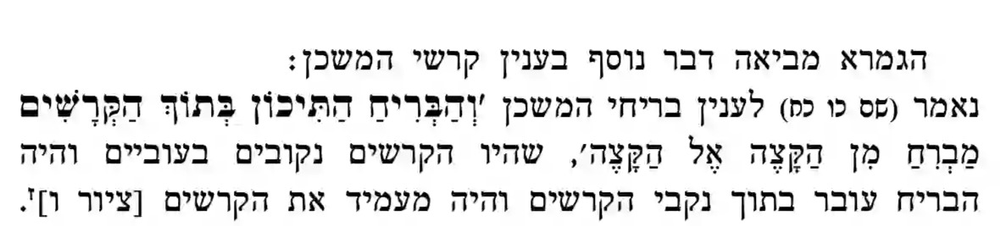 הגמרא מביאה דבר נוסף בענין קרשי המשכן:
נאמר (שם כו כח) לענין בריחי המשכן 'וְהַבְּרִיחַ הַתִּיכוֹן בְּתוֹךְ הַקְּרָשִׁים
מַבְרִחַ מִן הַקָּצֶה אֶל הַקָּצֶה', שהיו הקרשים נקובים בעוביים והיה
הבריח עובר בתוך נקבי הקרשים והיה מעמיד את הקרשים [ציור ו]ז.